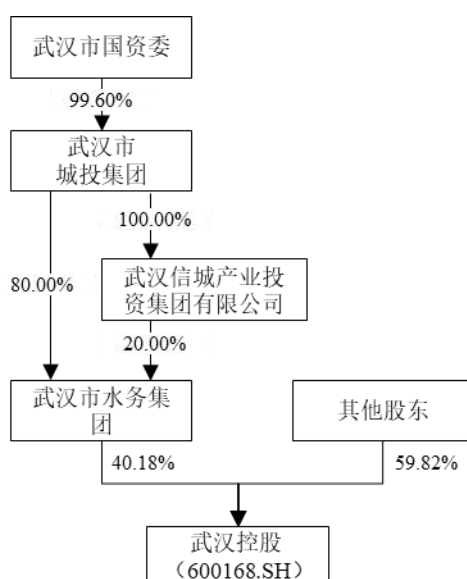 武汉市国资委
99.60%
武汉市
城投集团
100.00%
80.00%
武汉信城产业投
资集团有限公司
20.00%
武汉市水务集
团
其他股东
40.18%
59.82%
武汉控股
（600168.SH）